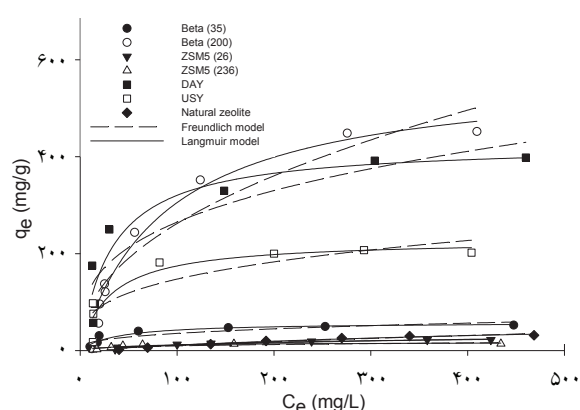 Beta (35)
Beta (200)
ZSM5 (26)
ZSM5 (236)
DAY
USY
Natural zeolite
Freundlich model
Langmuir model
qe (mg/g)
۶۰۰
۴۰۰
۲۰۰
۰
۰ ۱۰۰ ۲۰۰ ۳۰۰ ۴۰۰
Ce (mg/L)